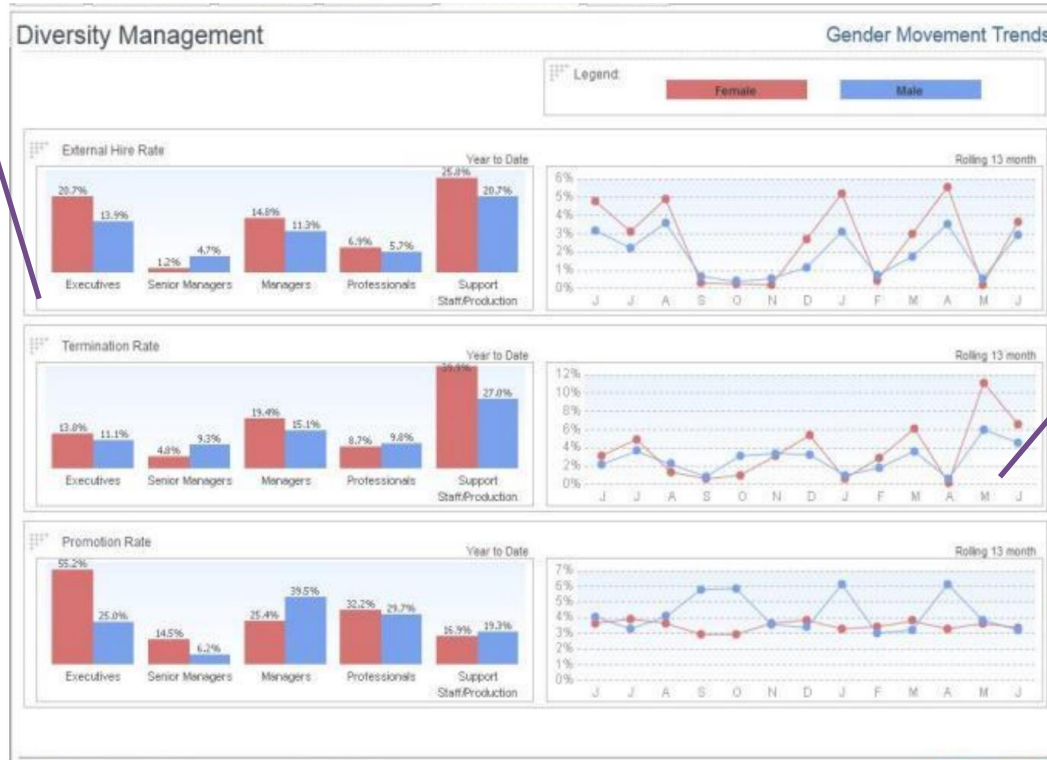 Diversity Management
Gender Movement Trends
Legend:
Female
Male
External Hire Rate
Year to Date
20.7%
13.9%
1.2%
4.7%
14.8%
11.3%
6.9%
5.7%
25.8%
20.7%
Executives
Senior Managers
Managers
Professionals
Support
Staff/Production
Rolling 13 month
6%
5%
4%
3%
2%
1%
0%
J J A S O N D J F M A M J
Termination Rate
Year to Date
13.8%
11.1%
4.8%
9.3%
19.4%
15.1%
8.7%
9.8%
27.0%
Executives
Senior Managers
Managers
Professionals
Support
Staff/Production
Rolling 13 month
12%
10%
8%
6%
4%
2%
0%
J J A S O N D J F M A M J
Promotion Rate
Year to Date
55.2%
25.0%
14.5%
6.2%
25.4%
39.5%
32.2%
29.7%
16.9%
19.3%
Executives
Senior Managers
Managers
Professionals
Support
Staff/Production
Rolling 13 month
7%
6%
5%
4%
3%
2%
1%
0%
J J A S O N D J F M A M J